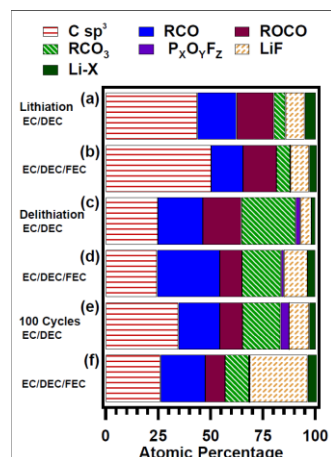 C sp³ RCO ROCO
RCO₃ PₓOᵧF_Z LiF
Li-X
(a)
Lithiation
EC/DEC
(b)
EC/DEC/FEC
(c)
Delithiation
EC/DEC
(d)
EC/DEC/FEC
(e)
100 Cycles
EC/DEC
(f)
EC/DEC/FEC
0 25 50 75 100
Atomic Percentage